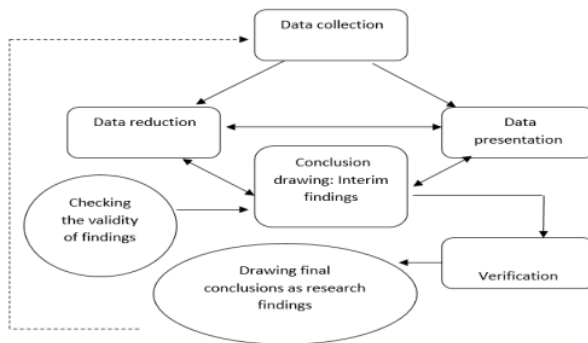 Data collection
Data reduction
Data
presentation
Conclusion
drawing: Interim
findings
Checking
the validity
of findings
Verification
Drawing final
conclusions as research
findings